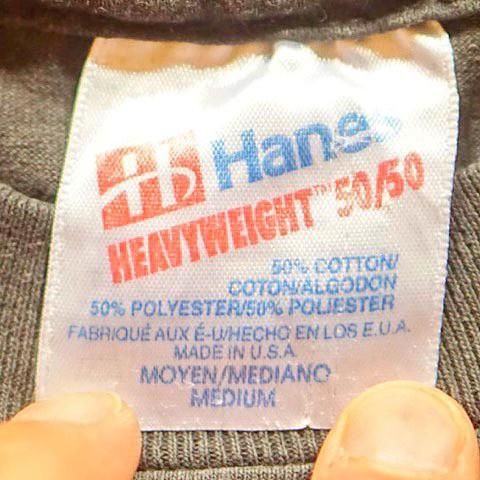 Hanes
HEAVYWEIGHT™ 50/50
50% COTTON/
COTON/ALGODON
50% POLYESTER/50% POLIESTER
FABRIQUÉ AUX É-U/HECHO EN LOS E.U.A.
MADE IN U.S.A.
MOYEN/MEDIANO
MEDIUM